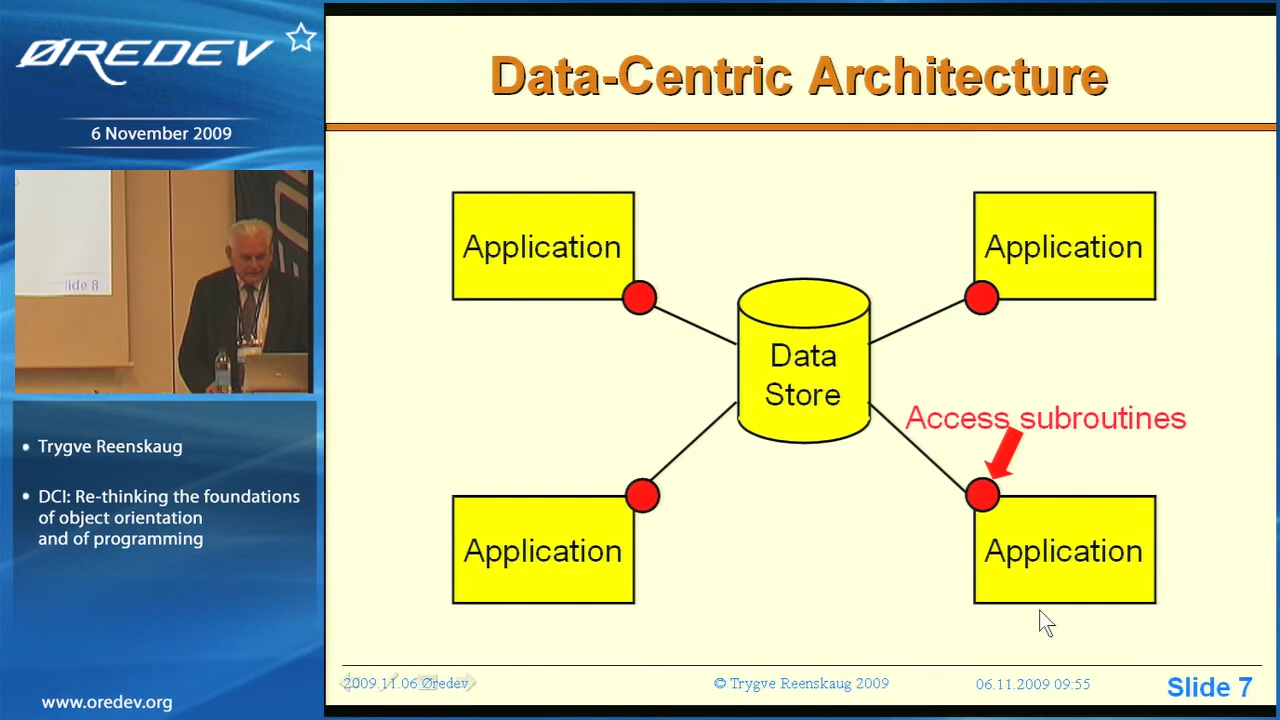 ØREDEV
6 November 2009
lide 8
Trygve Reenskaug
DCI: Re-thinking the foundations
of object orientation
and of programming
www.oredev.org
Data-Centric Architecture
Application
Application
Data
Store
Access subroutines
Application
Application
2009.11.06 Øredev
© Trygve Reenskaug 2009
06.11.2009 09:55
Slide 7